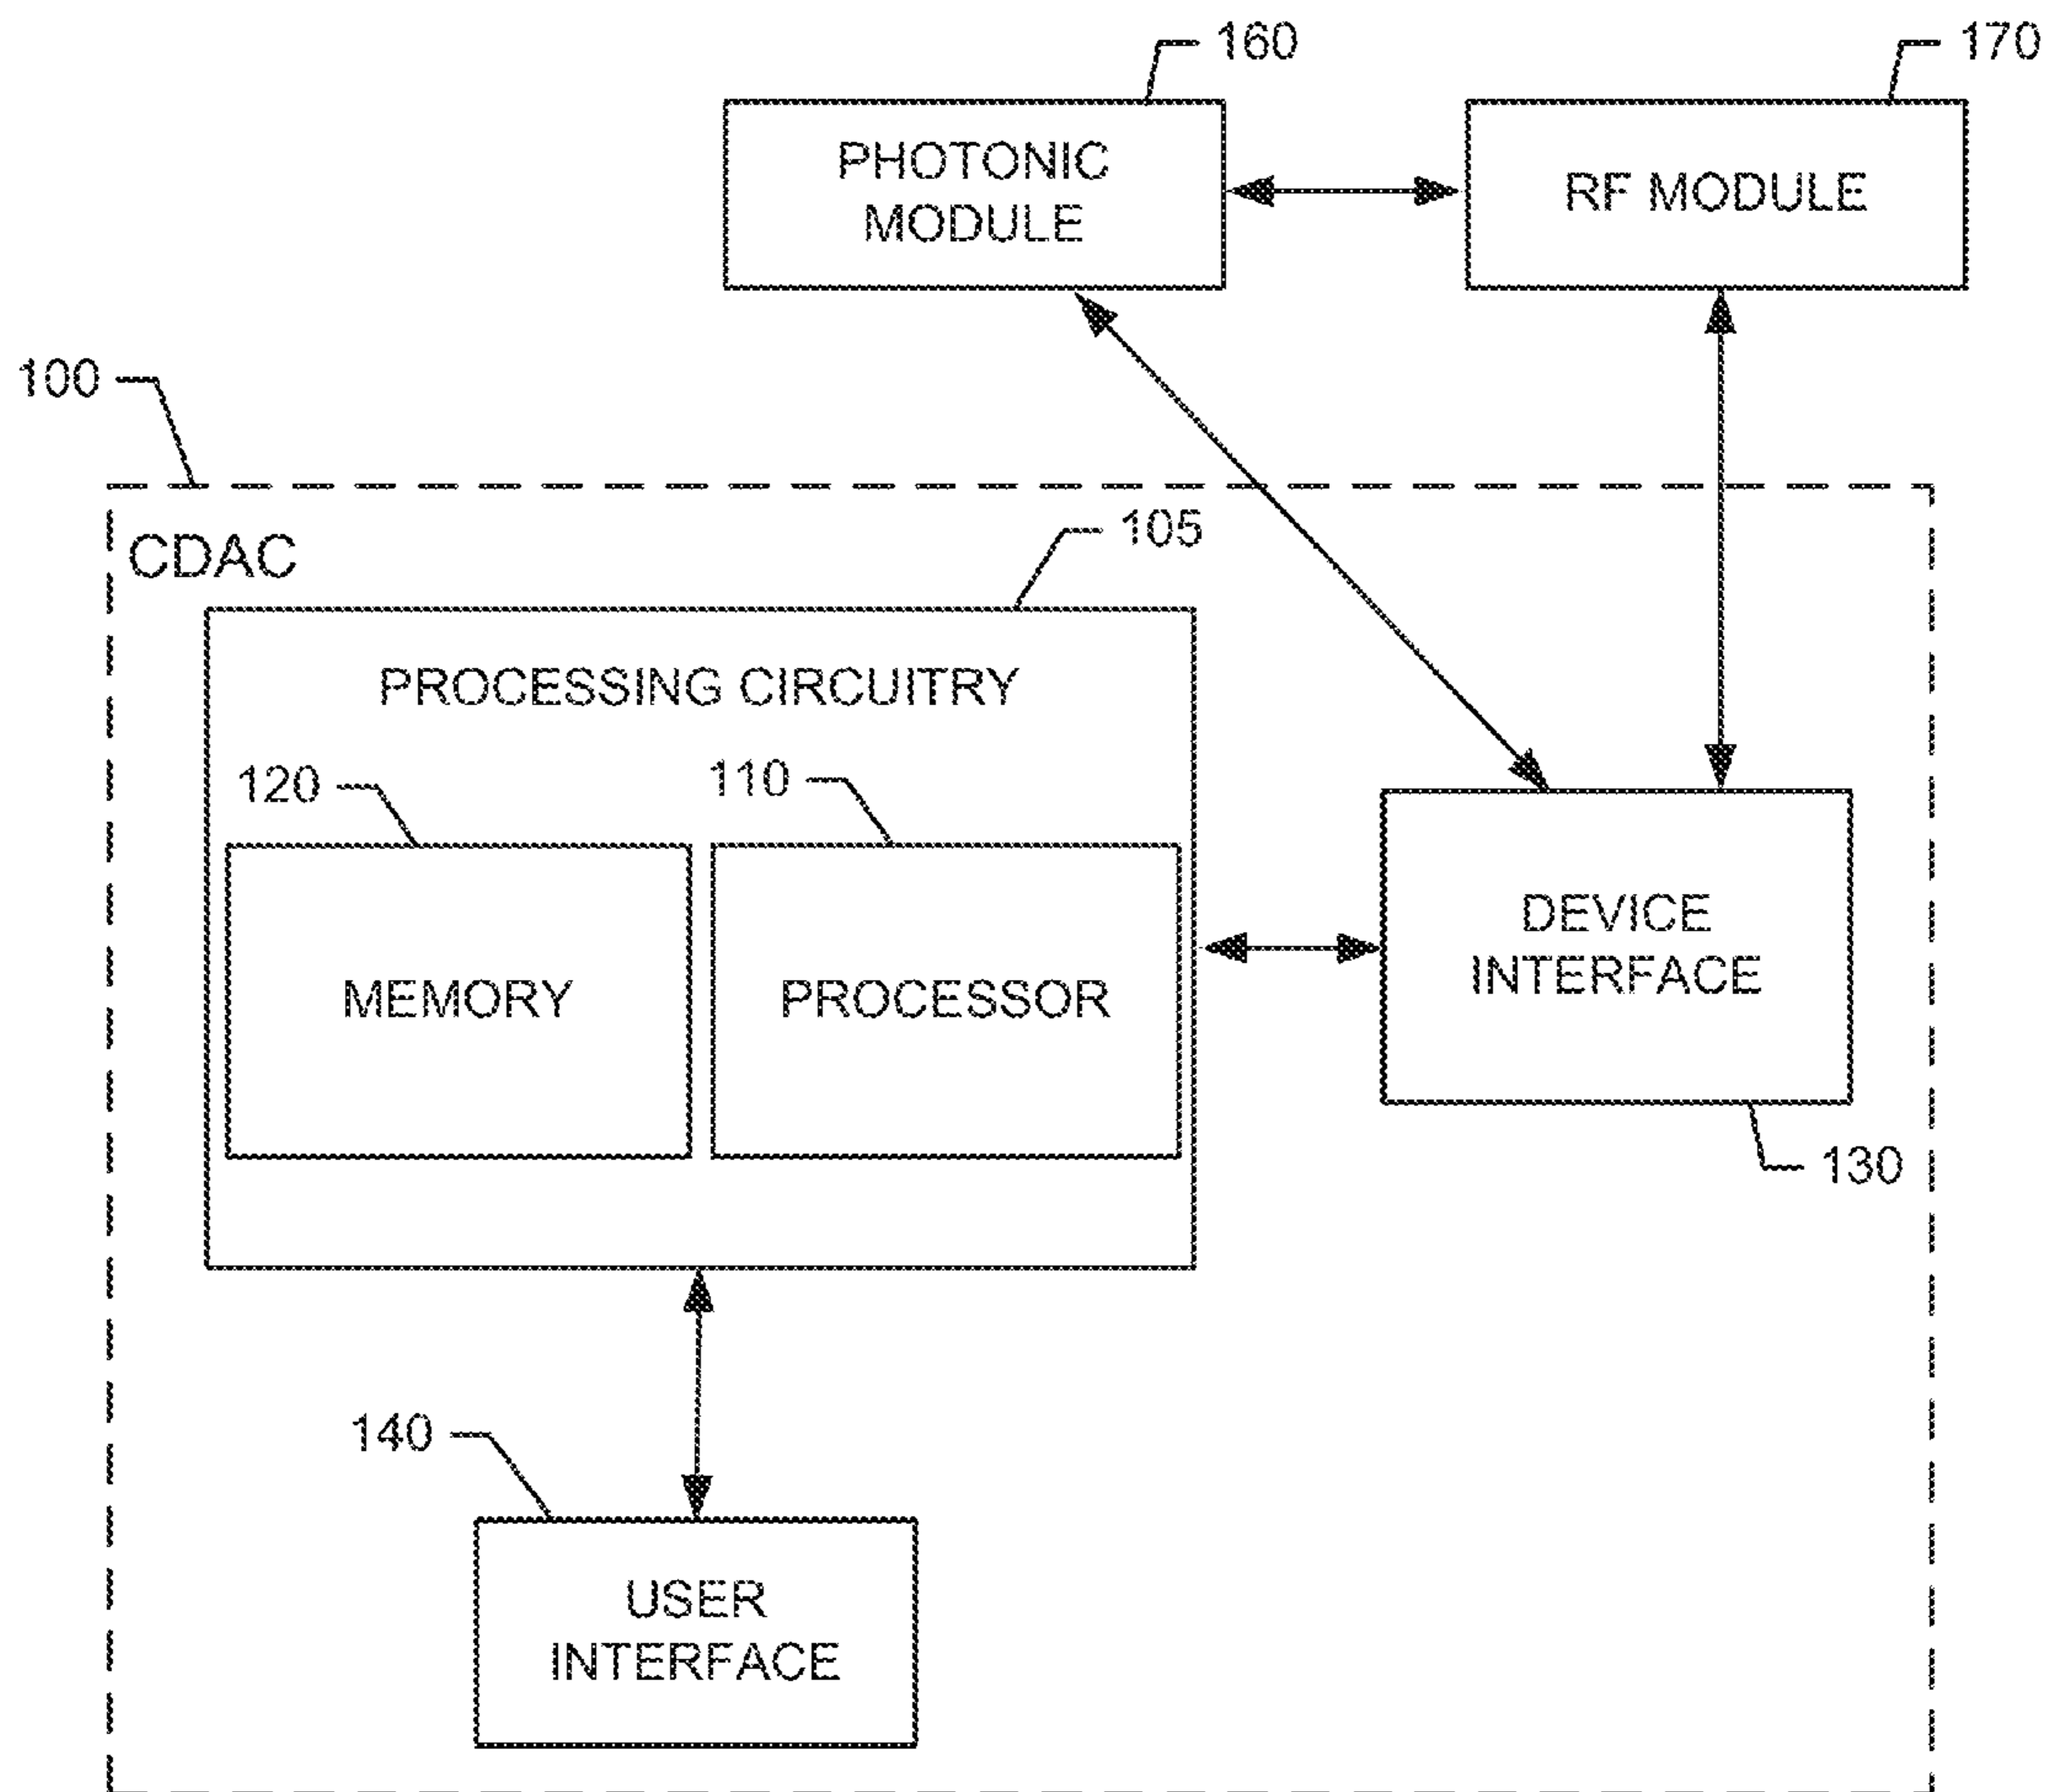 160
170
PHOTONIC
MODULE
RF MODULE
100
CDAC
105
PROCESSING CIRCUITRY
120
110
MEMORY
PROCESSOR
DEVICE
INTERFACE
130
140
USER
INTERFACE